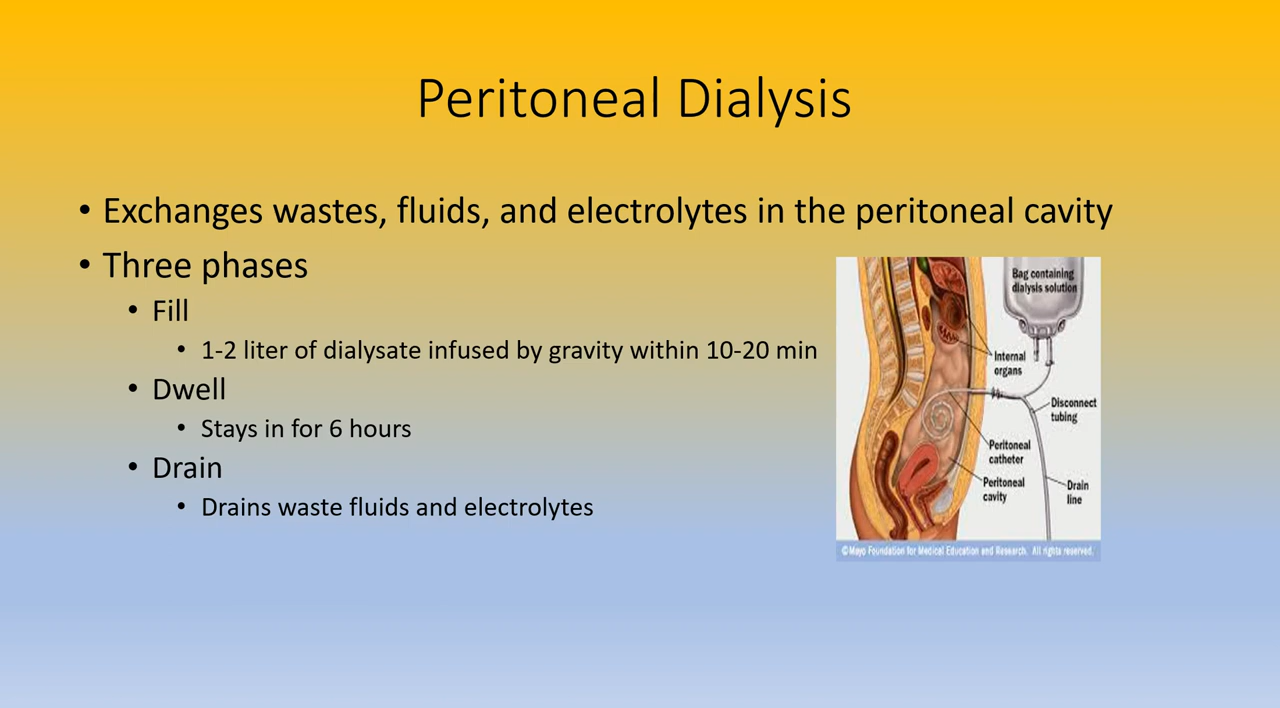 Peritoneal Dialysis
• Exchanges wastes, fluids, and electrolytes in the peritoneal cavity
• Three phases
• Fill
• 1-2 liter of dialysate infused by gravity within 10-20 min
• Dwell
• Stays in for 6 hours
• Drain
• Drains waste fluids and electrolytes
Bag containing
dialysis solution
Internal
organs
Disconnect
tubing
Peritoneal
catheter
Peritoneal
cavity
Drain
line
©Mayo Foundation for Medical Education and Research. All rights reserved.